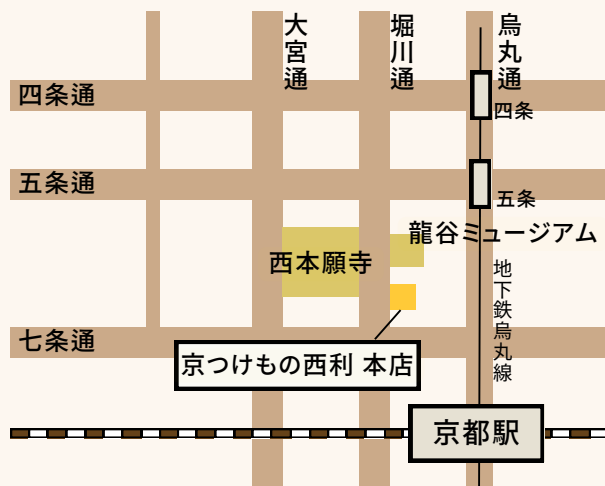 大宮通
堀川通
烏丸通
四条通
四条
五条通
五条
龍谷ミュージアム
西本願寺
地下鉄烏丸線
七条通
京つけもの西利 本店
京都駅